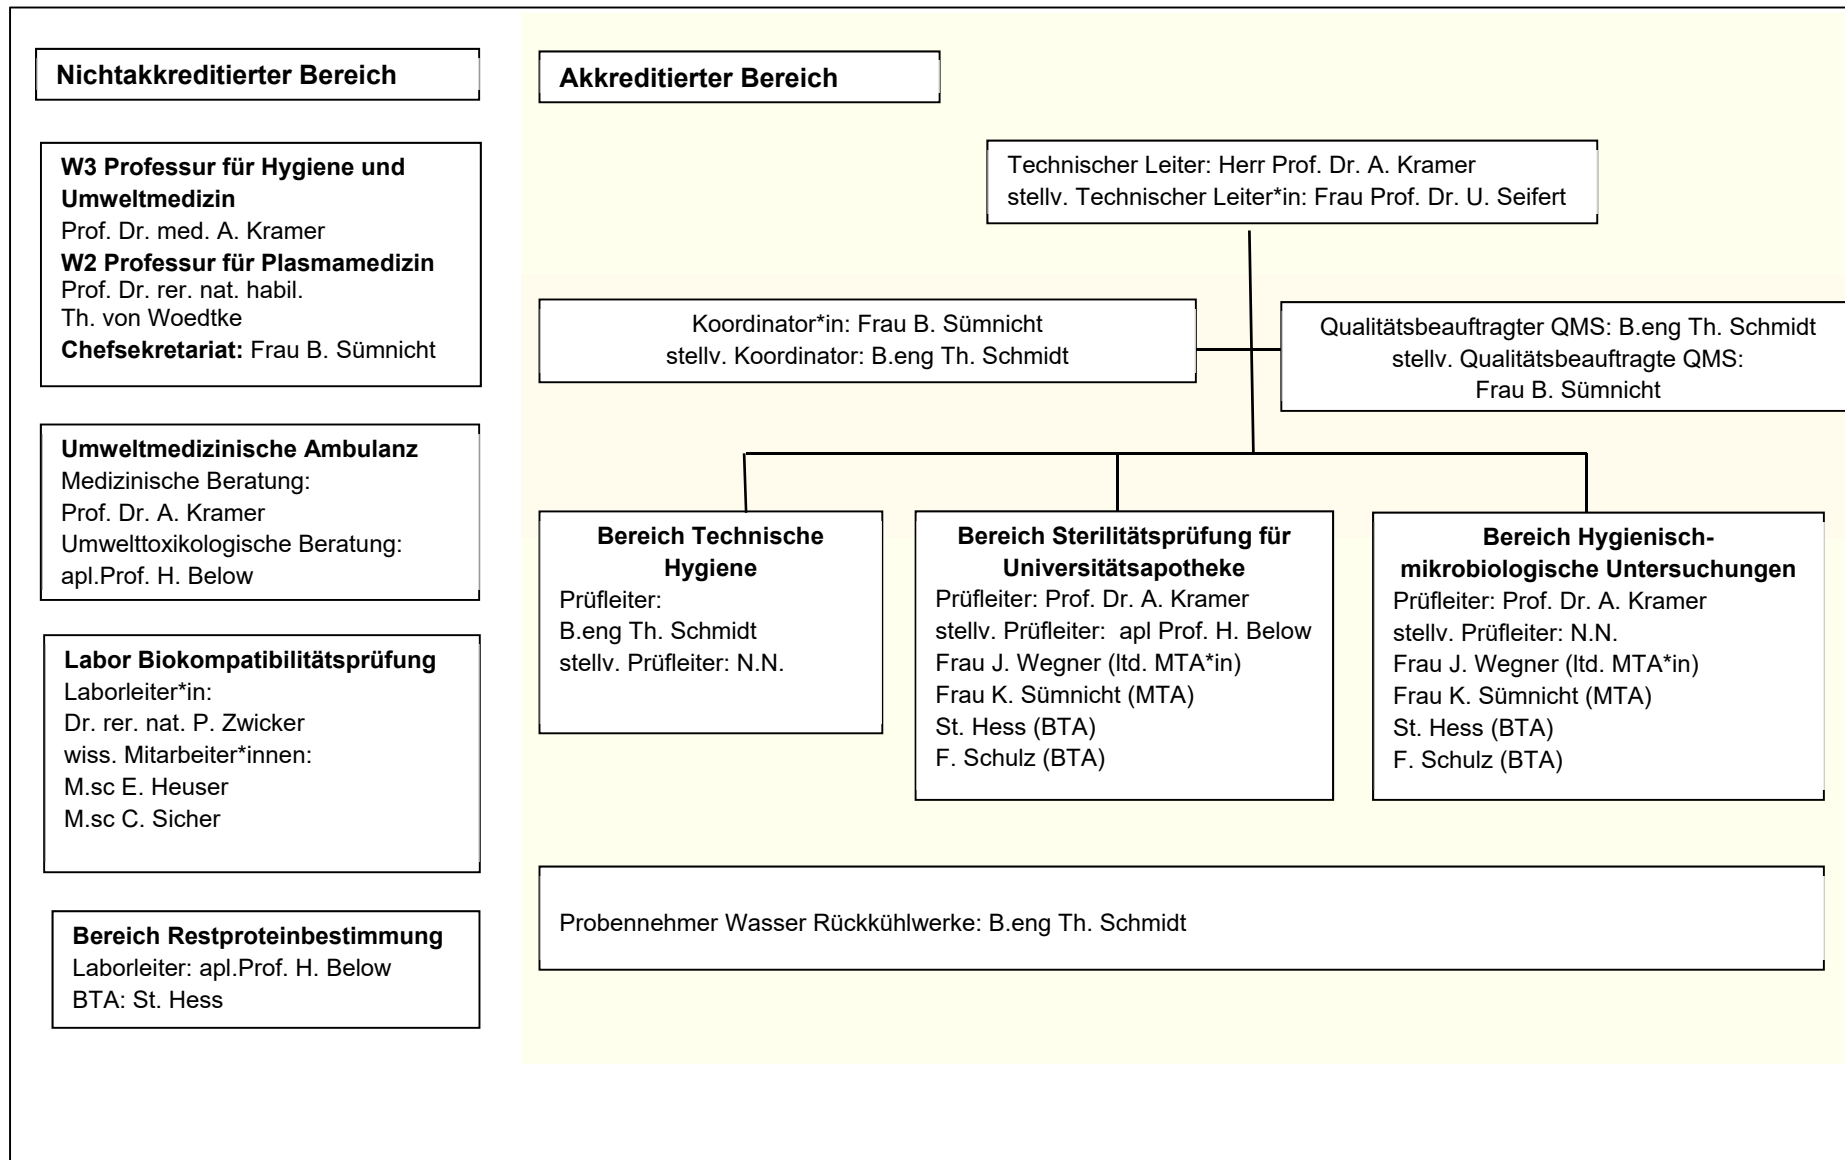 Nichtakkreditierter Bereich
W3 Professur für Hygiene und
Umweltmedizin
Prof. Dr. med. A. Kramer
W2 Professur für Plasmamedizin
Prof. Dr. rer. nat. habil.
Th. von Woedtke
Chefsekretariat: Frau B. Sümnicht
Umweltmedizinische Ambulanz
Medizinische Beratung:
Prof. Dr. A. Kramer
Umwelttoxikologische Beratung:
apl.Prof. H. Below
Labor Biokompatibilitätsprüfung
Laborleiter*in:
Dr. rer. nat. P. Zwicker
wiss. Mitarbeiter*innen:
M.sc E. Heuser
M.sc C. Sicher
Bereich Restproteinbestimmung
Laborleiter: apl.Prof. H. Below
BTA: St. Hess
Akkreditierter Bereich
Technischer Leiter: Herr Prof. Dr. A. Kramer
stellv. Technischer Leiter*in: Frau Prof. Dr. U. Seifert
Koordinator*in: Frau B. Sümnicht
stellv. Koordinator: B.eng Th. Schmidt
Qualitätsbeauftragter QMS: B.eng Th. Schmidt
stellv. Qualitätsbeauftragte QMS:
Frau B. Sümnicht
Bereich Technische
Hygiene
Prüfleiter:
B.eng Th. Schmidt
stellv. Prüfleiter: N.N.
Bereich Sterilitätsprüfung für
Universitätsapotheke
Prüfleiter: Prof. Dr. A. Kramer
stellv. Prüfleiter: apl Prof. H. Below
Frau J. Wegner (ltd. MTA*in)
Frau K. Sümnicht (MTA)
St. Hess (BTA)
F. Schulz (BTA)
Bereich Hygienisch-
mikrobiologische Untersuchungen
Prüfleiter: Prof. Dr. A. Kramer
stellv. Prüfleiter: N.N.
Frau J. Wegner (ltd. MTA*in)
Frau K. Sümnicht (MTA)
St. Hess (BTA)
F. Schulz (BTA)
Probennehmer Wasser Rückkühlwerke: B.eng Th. Schmidt